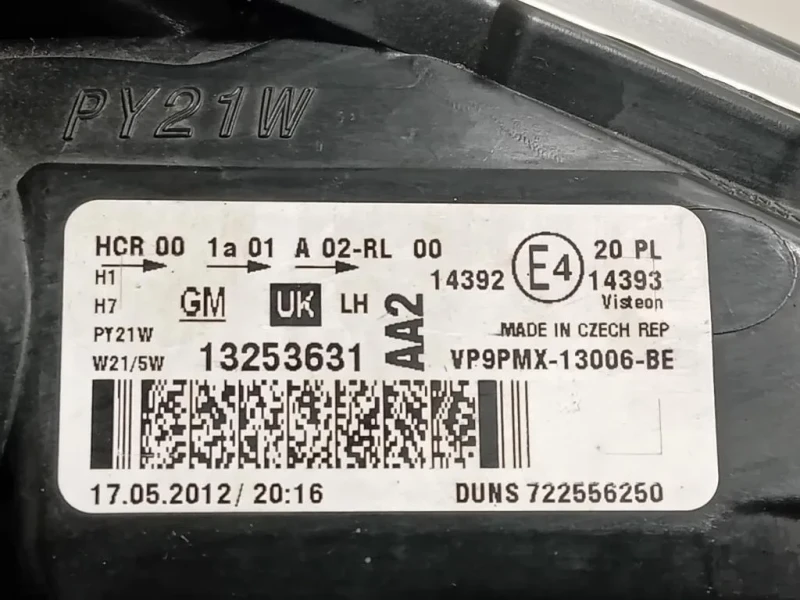 PY21W
HCR 00 1a 01 A 02-RL 00 E4 20 PL
H1 14392 14393
H7 GM UK LH AA2 Visteon
PY21W MADE IN CZECH REP
W21/5W 13253631 VP9PMX-13006-BE
17.05.2012/ 20:16 DUNS 722556250